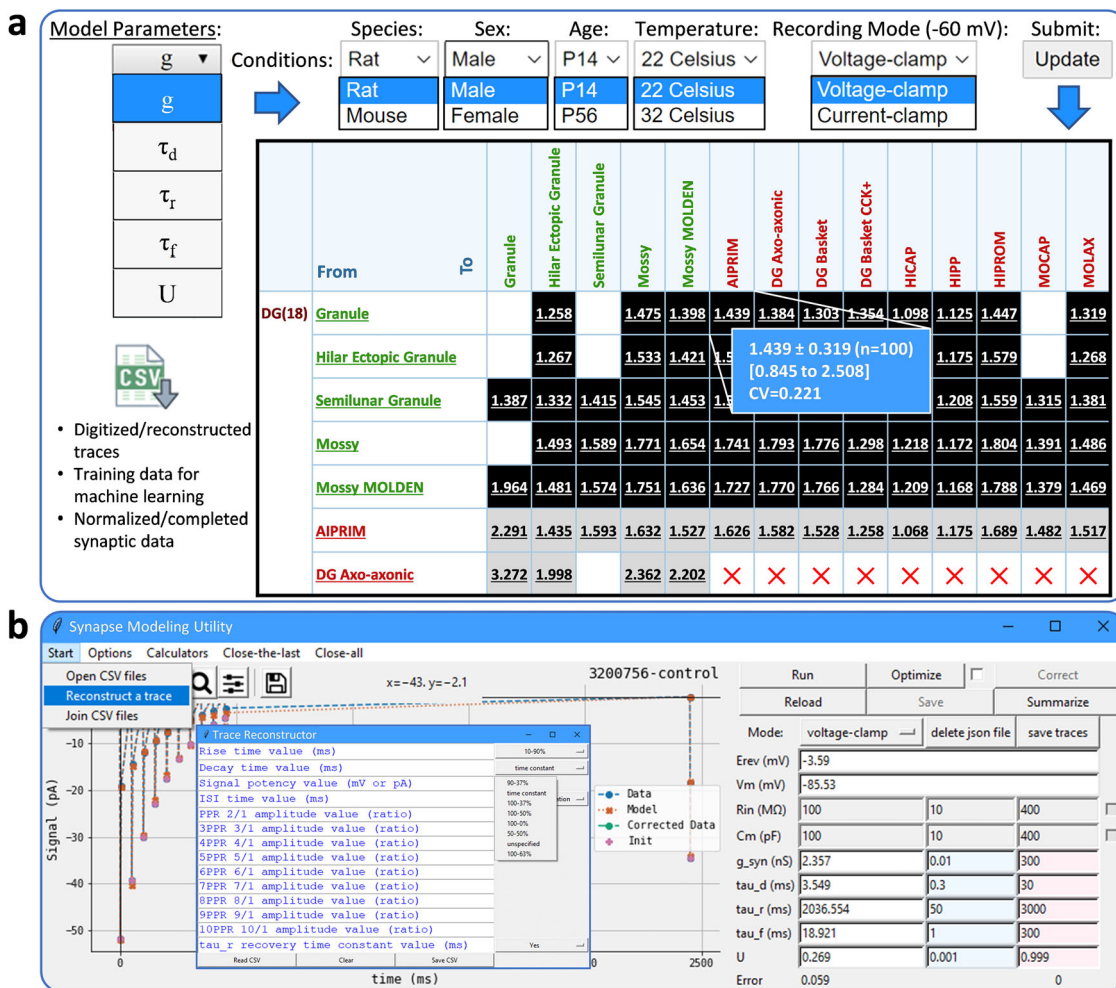 a
Model Parameters:
g ▼
g
τd
τr
τf
U
Conditions:
Species:
Rat
Rat
Mouse
Sex:
Male
Male
Female
Age:
P14
P14
P56
Temperature:
22 Celsius
22 Celsius
32 Celsius
Recording Mode (-60 mV):
Voltage-clamp
Voltage-clamp
Current-clamp
Submit:
Update
CSV
• Digitized/reconstructed
traces
• Training data for
machine learning
• Normalized/completed
synaptic data
From To Granule Hilar Ectopic Granule Semilunar Granule Mossy Mossy MOLDEN AIPRIM DG Axo-axonic DG Basket DG Basket CCK+ HICAP HIPP HIPROM MOCAP MOLAX
DG(18) Granule 1.258 1.475 1.398 1.439 1.384 1.303 1.354 1.098 1.125 1.447 1.319
Hilar Ectopic Granule 1.267 1.533 1.421 1.175 1.579 1.268
Semilunar Granule 1.387 1.332 1.415 1.545 1.453 1.208 1.559 1.315 1.381
Mossy 1.493 1.589 1.771 1.654 1.741 1.793 1.776 1.298 1.218 1.172 1.804 1.391 1.486
Mossy MOLDEN 1.964 1.481 1.574 1.751 1.636 1.727 1.770 1.766 1.284 1.209 1.168 1.788 1.379 1.469
AIPRIM 2.291 1.435 1.593 1.632 1.527 1.626 1.582 1.528 1.258 1.068 1.175 1.689 1.482 1.517
DG Axo-axonic 3.272 1.998 2.362 2.202
1.439 ± 0.319 (n=100)
[0.845 to 2.508]
CV=0.221
b
Synapse Modeling Utility
Start Options Calculators Close-the-last Close-all
Open CSV files
Reconstruct a trace
Join CSV files
x=−43. y=−2.1
3200756-control
Signal (pA)
−10
−20
−30
−40
−50
0
2500
time (ms)
Trace Reconstructor
Rise time value (ms) 10-90%
Decay time value (ms) time constant
Signal potency value (mV or pA)
ISI time value (ms)
PPR 2/1 amplitude value (ratio)
3PPR 3/1 amplitude value (ratio)
4PPR 4/1 amplitude value (ratio)
5PPR 5/1 amplitude value (ratio)
6PPR 6/1 amplitude value (ratio)
7PPR 7/1 amplitude value (ratio)
8PPR 8/1 amplitude value (ratio)
9PPR 9/1 amplitude value (ratio)
10PPR 10/1 amplitude value (ratio)
tau_r recovery time constant value (ms) Yes
Read CSV Clear Save CSV
90-37%
time constant
100-37%
100-50%
100-0%
50-50%
unspecified
100-63%
Data
Model
Corrected Data
Init
Run Optimize Correct
Reload Save Summarize
Mode: voltage-clamp delete json file save traces
Erev (mV) -3.59
Vm (mV) -85.53
Rin (MΩ) 100 10 400
Cm (pF) 100 10 400
g_syn (nS) 2.357 0.01 300
tau_d (ms) 3.549 0.3 30
tau_r (ms) 2036.554 50 3000
tau_f (ms) 18.921 1 300
U 0.269 0.001 0.999
Error 0.059 0